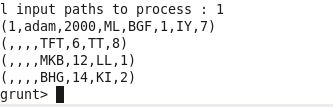 l input paths to process : 1
(1,adam,2000,ML,BGF,1,IY,7)
(,,,,TFT,6,TT,8)
(,,,,MKB,12,LL,1)
(,,,,BHG,14,KI,2)
grunt>